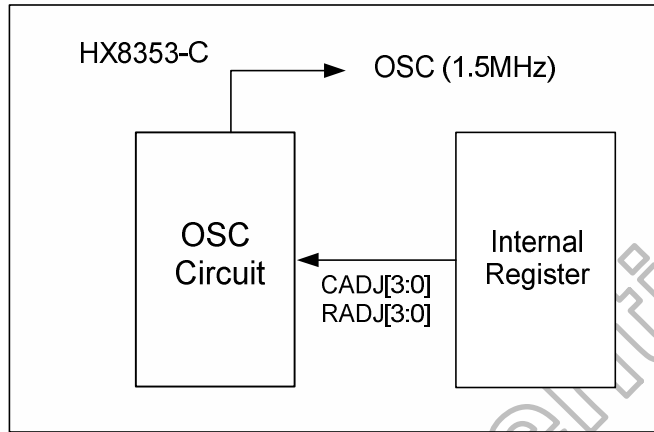 HX8353-C
OSC (1.5MHz)
OSC
Circuit
Internal
Register
CADJ[3:0]
RADJ[3:0]